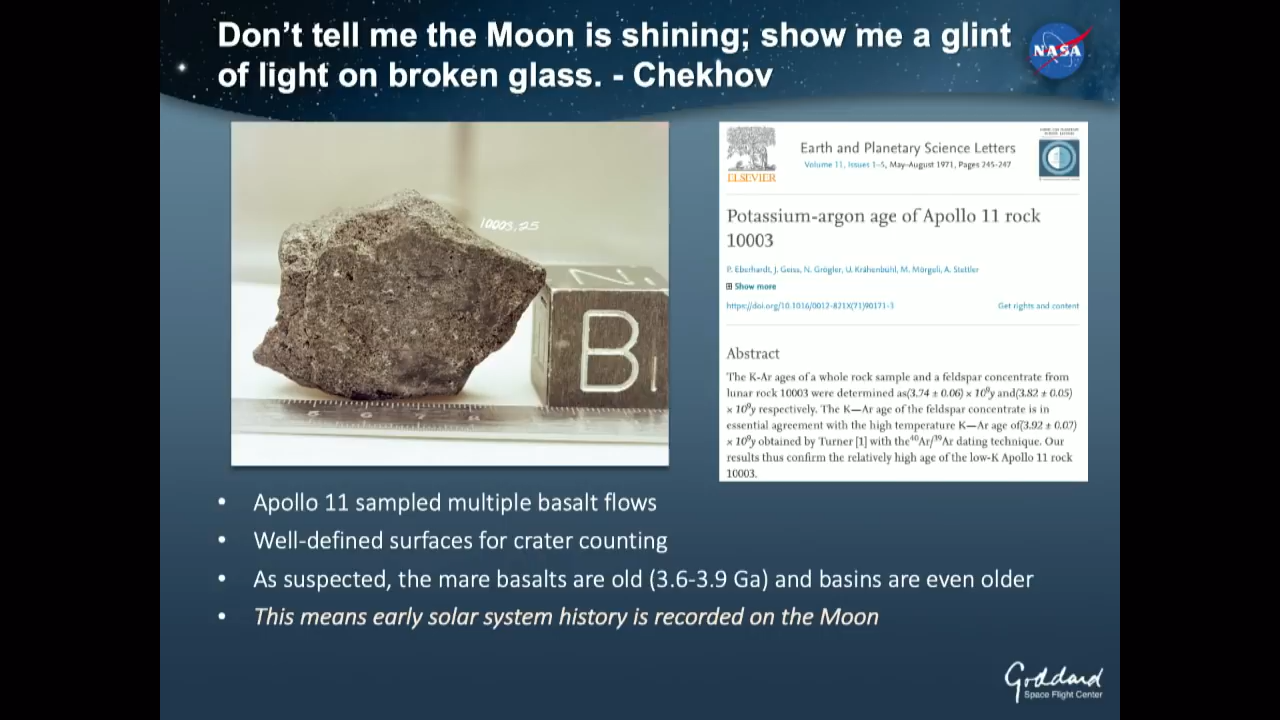 Don't tell me the Moon is shining; show me a glint
of light on broken glass. - Chekhov
NASA
10003,25
N
B
1
5 6 7 8
ELSEVIER
Earth and Planetary Science Letters
Volume 11, Issues 1–5, May–August 1971, Pages 245-247
Potassium-argon age of Apollo 11 rock
10003
P. Eberhardt, J. Geiss, N. Grögler, U. Krähenbühl, M. Mörgeli, A. Stettler
Show more
https://doi.org/10.1016/0012-821X(71)90171-3
Get rights and content
Abstract
The K-Ar ages of a whole rock sample and a feldspar concentrate from
lunar rock 10003 were determined as(3.74 ± 0.06) × 10⁹y and(3.82 ± 0.05)
× 10⁹y respectively. The K—Ar age of the feldspar concentrate is in
essential agreement with the high temperature K—Ar age of(3.92 ± 0.07)
× 10⁹y obtained by Turner [1] with the⁴⁰Ar/³⁹Ar dating technique. Our
results thus confirm the relatively high age of the low-K Apollo 11 rock
10003.
• Apollo 11 sampled multiple basalt flows
• Well-defined surfaces for crater counting
• As suspected, the mare basalts are old (3.6-3.9 Ga) and basins are even older
• This means early solar system history is recorded on the Moon
Goddard
Space Flight Center